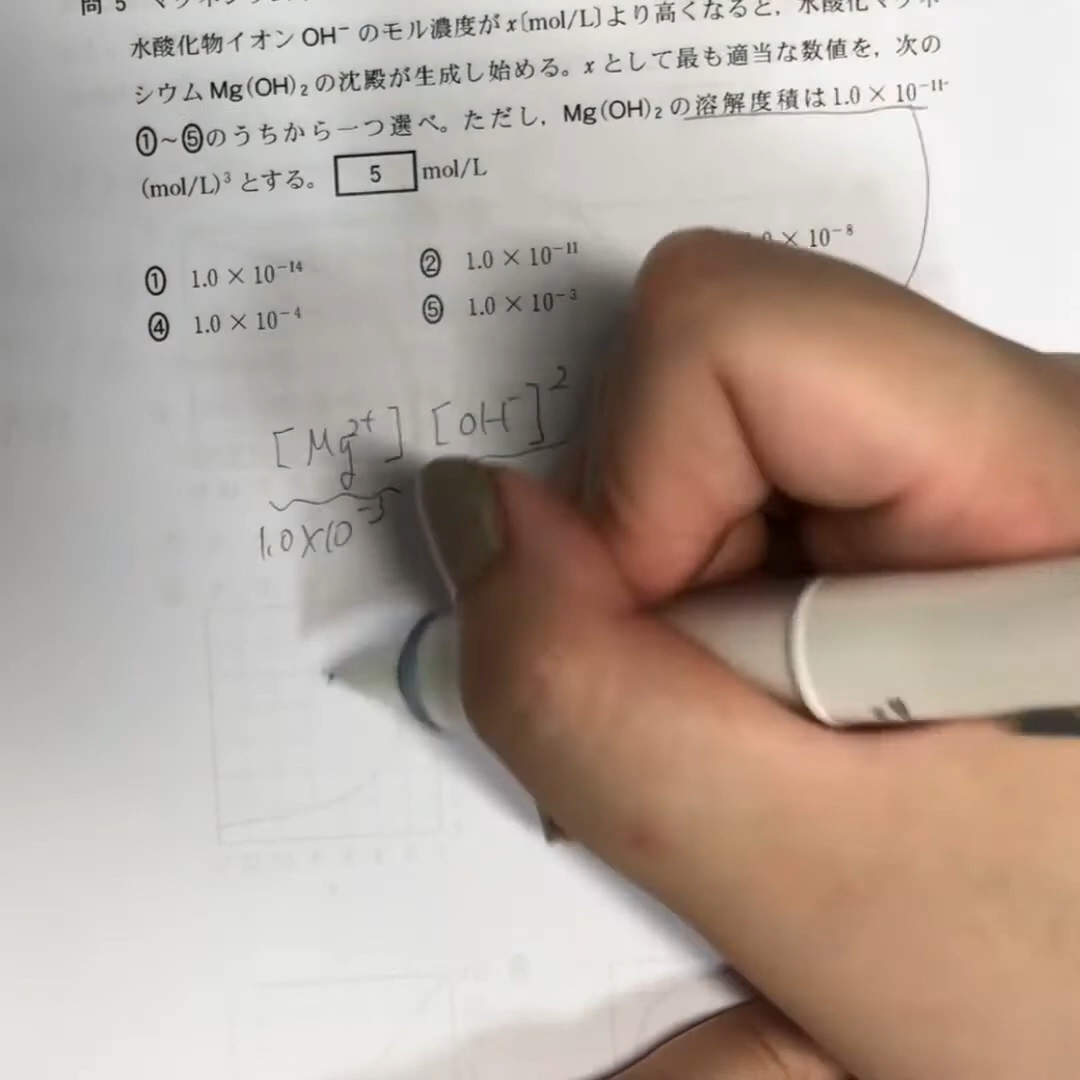 問 5
水酸化物イオン OH⁻ のモル濃度が x〔mol/L〕より高くなると,水酸化マグネ
シウム Mg(OH)₂ の沈殿が生成し始める。x として最も適当な数値を,次の
①~⑤のうちから一つ選べ。ただし,Mg(OH)₂ の溶解度積は 1.0 × 10⁻¹¹
(mol/L)³ とする。 5 mol/L
① 1.0 × 10⁻¹⁴ ② 1.0 × 10⁻¹¹ × 10⁻⁸
④ 1.0 × 10⁻⁴ ⑤ 1.0 × 10⁻³
[Mg²⁺] [OH⁻]²
1.0×10⁻³